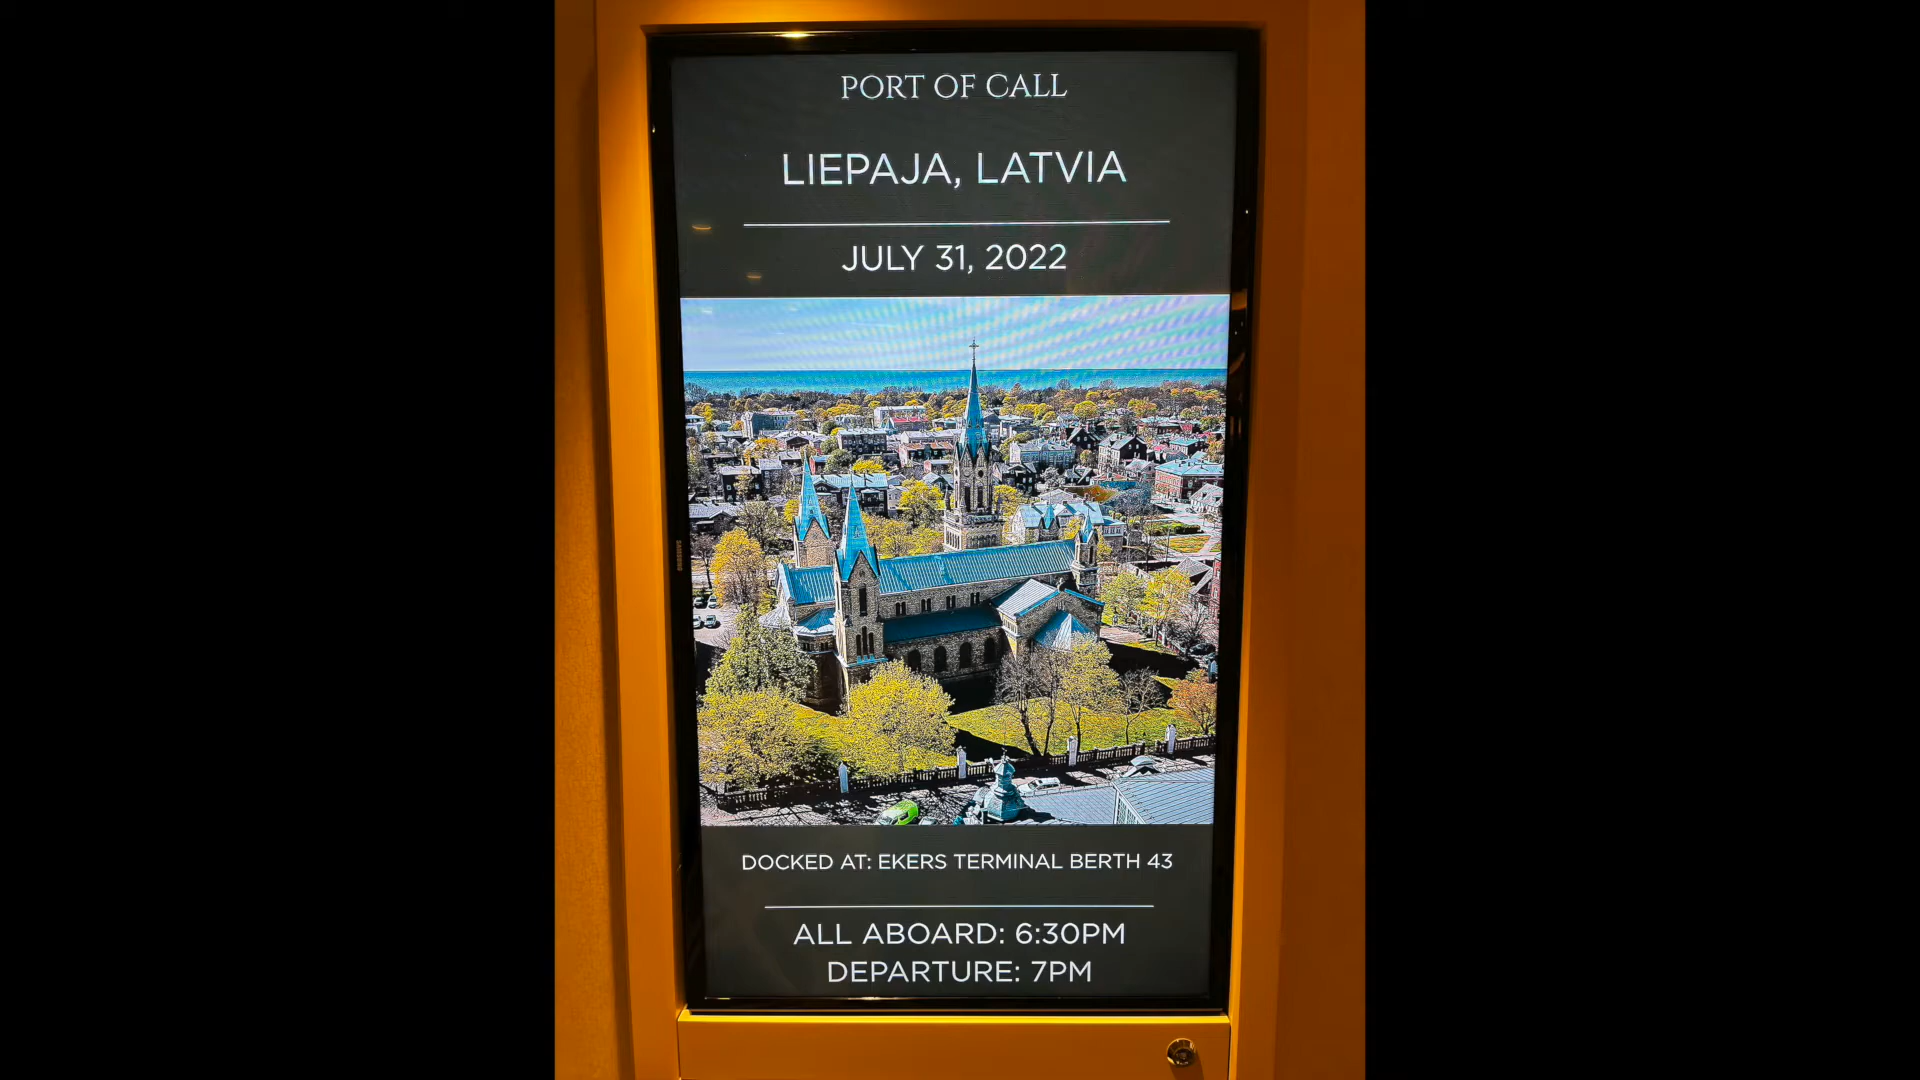 PORT OF CALL
LIEPAJA, LATVIA
JULY 31, 2022
DOCKED AT: EKERS TERMINAL BERTH 43
ALL ABOARD: 6:30PM
DEPARTURE: 7PM